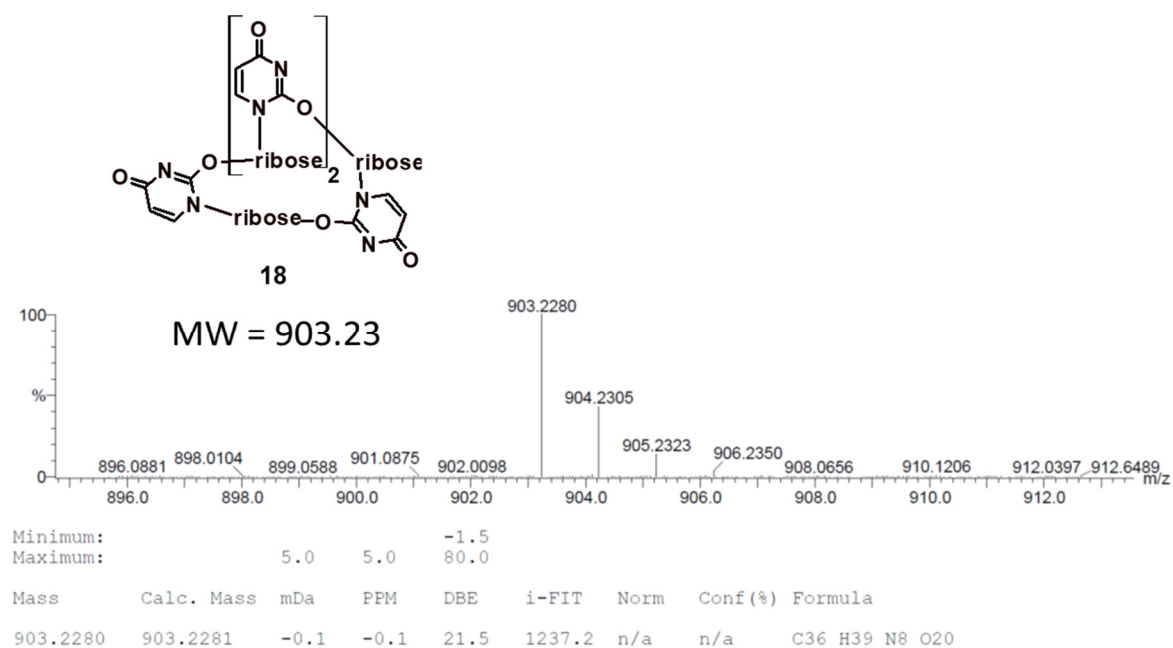 O
N
N
O
ribose
2
ribose
O
N
O
N
N
ribose
O
N
O
18
MW = 903.23
903.2280
100
904.2305
%
905.2323
906.2350
896.0881
898.0104
899.0588
901.0875
902.0098
908.0656
910.1206
912.0397
912.6489
0
m/z
896.0 898.0 900.0 902.0 904.0 906.0 908.0 910.0 912.0
Minimum: -1.5
Maximum: 5.0 5.0 80.0
Mass Calc. Mass mDa PPM DBE i-FIT Norm Conf(%) Formula
903.2280 903.2281 -0.1 -0.1 21.5 1237.2 n/a n/a C36 H39 N8 O20